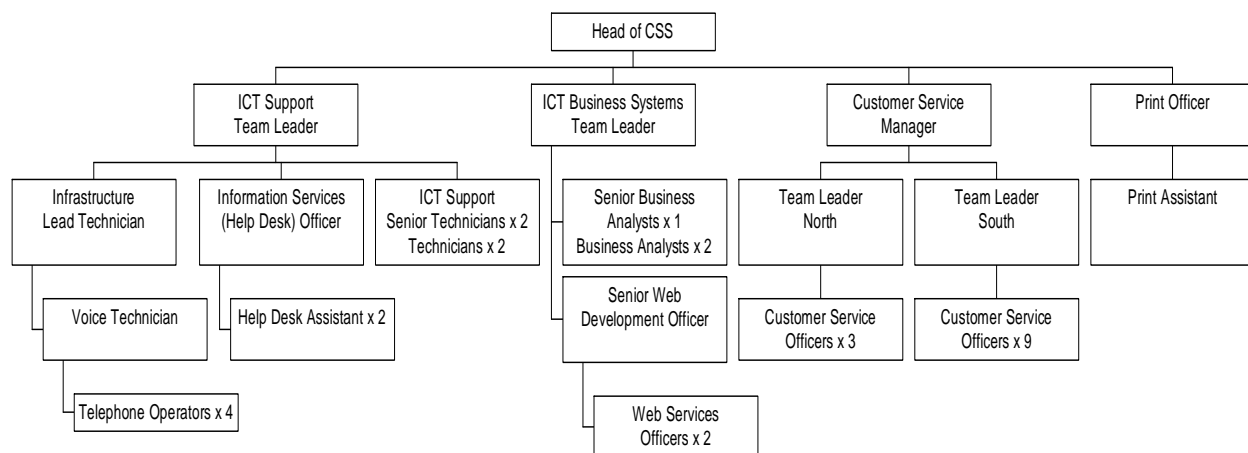 Head of CSS
ICT Support
Team Leader
ICT Business Systems
Team Leader
Customer Service
Manager
Print Officer
Infrastructure
Lead Technician
Information Services
(Help Desk) Officer
ICT Support
Senior Technicians x 2
Technicians x 2
Senior Business
Analysts x 1
Business Analysts x 2
Team Leader
North
Team Leader
South
Print Assistant
Voice Technician
Help Desk Assistant x 2
Senior Web
Development Officer
Customer Service
Officers x 3
Customer Service
Officers x 9
Telephone Operators x 4
Web Services
Officers x 2